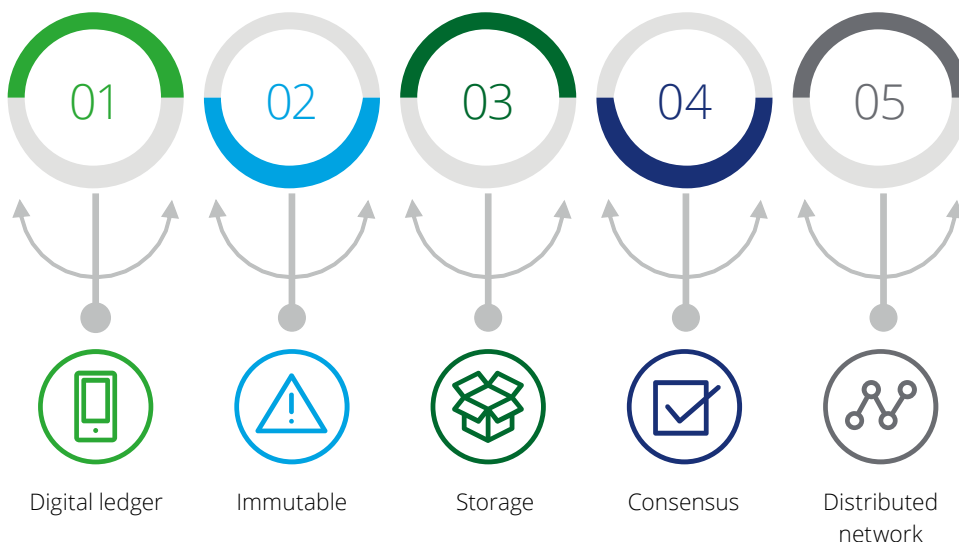 01 02 03 04 05
Digital ledger Immutable Storage Consensus Distributed
network